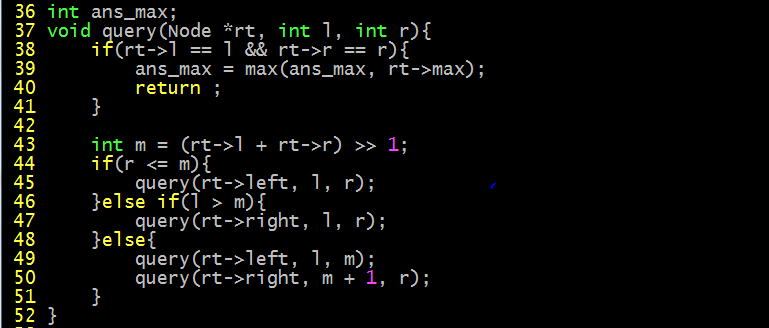 36 int ans_max;
37 void query(Node *rt, int l, int r){
38     if(rt->l == l && rt->r == r){
39         ans_max = max(ans_max, rt->max);
40         return ;
41     }
42
43     int m = (rt->l + rt->r) >> 1;
44     if(r <= m){
45         query(rt->left, l, r);
46     }else if(l > m){
47         query(rt->right, l, r);
48     }else{
49         query(rt->left, l, m);
50         query(rt->right, m + 1, r);
51     }
52 }